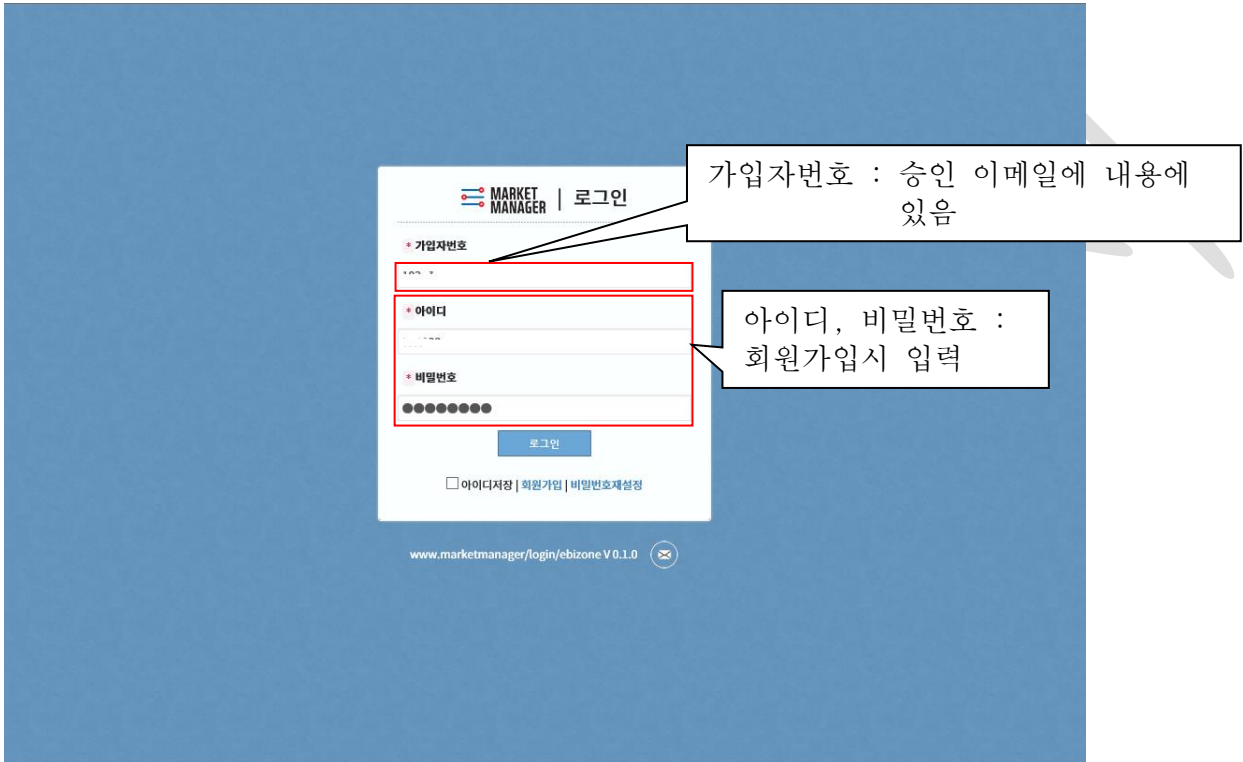 MARKET
MANAGER | 로그인
가입자번호 : 승인 이메일에 내용에
있음
* 가입자번호
* 아이디
아이디, 비밀번호 :
회원가입시 입력
* 비밀번호
●●●●●●●●
로그인
아이디저장 | 회원가입 | 비밀번호재설정
www.marketmanager/login/ebizone V 0.1.0